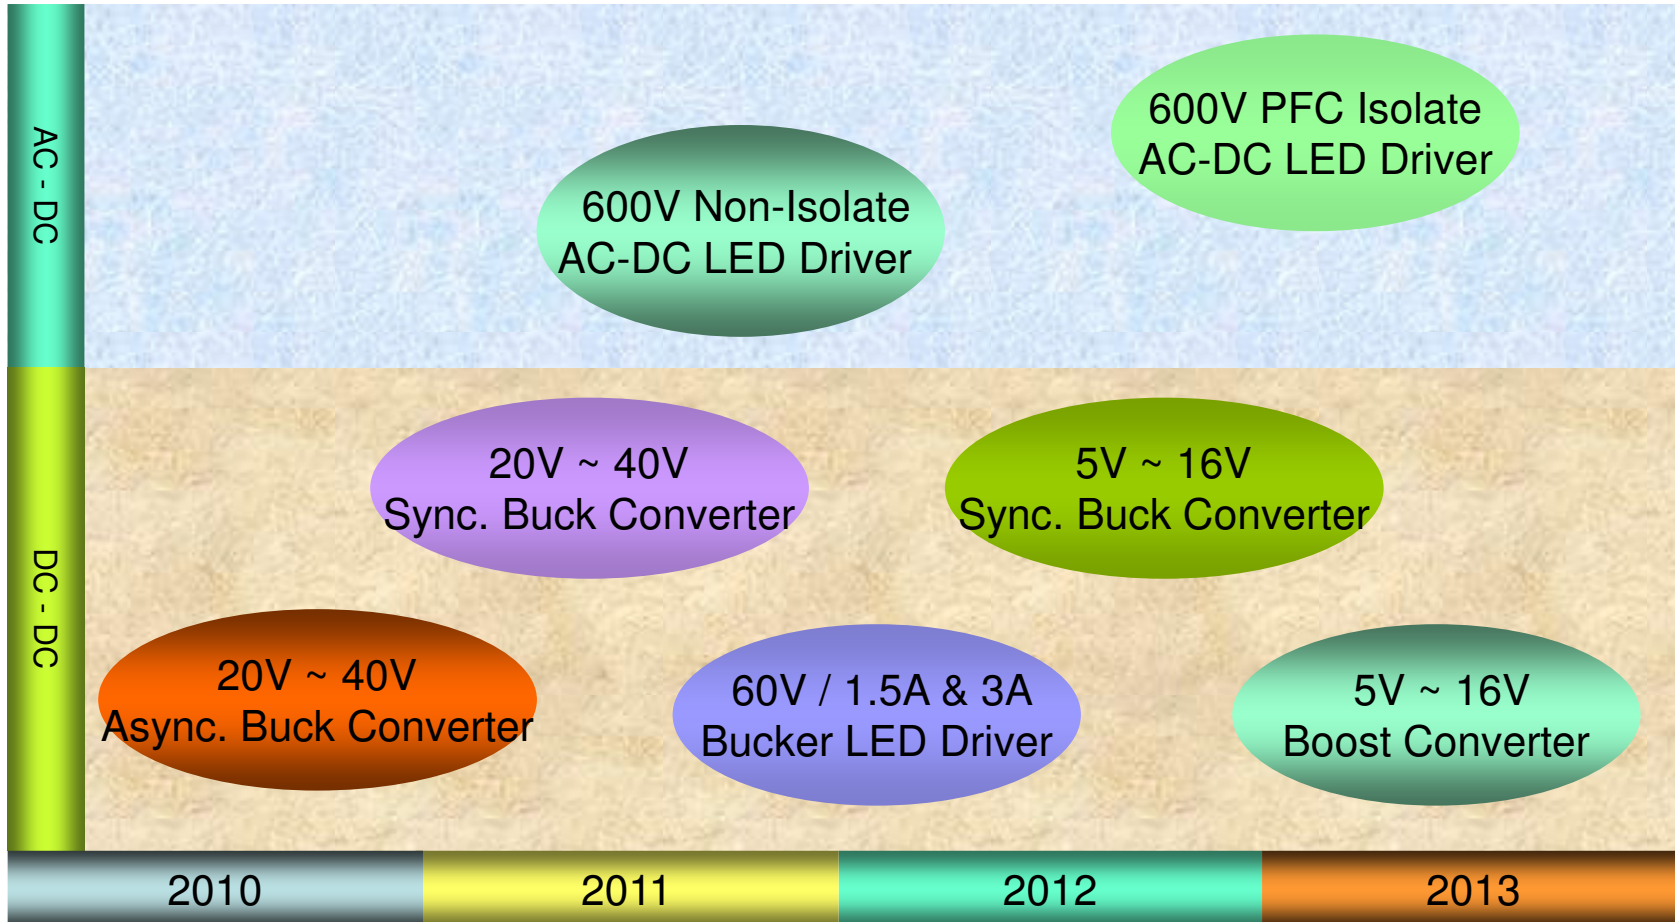 AC - DC
600V PFC Isolate
AC-DC LED Driver
600V Non-Isolate
AC-DC LED Driver
DC - DC
20V ~ 40V
Sync. Buck Converter
5V ~ 16V
Sync. Buck Converter
20V ~ 40V
Async. Buck Converter
60V / 1.5A & 3A
Bucker LED Driver
5V ~ 16V
Boost Converter
2010
2011
2012
2013